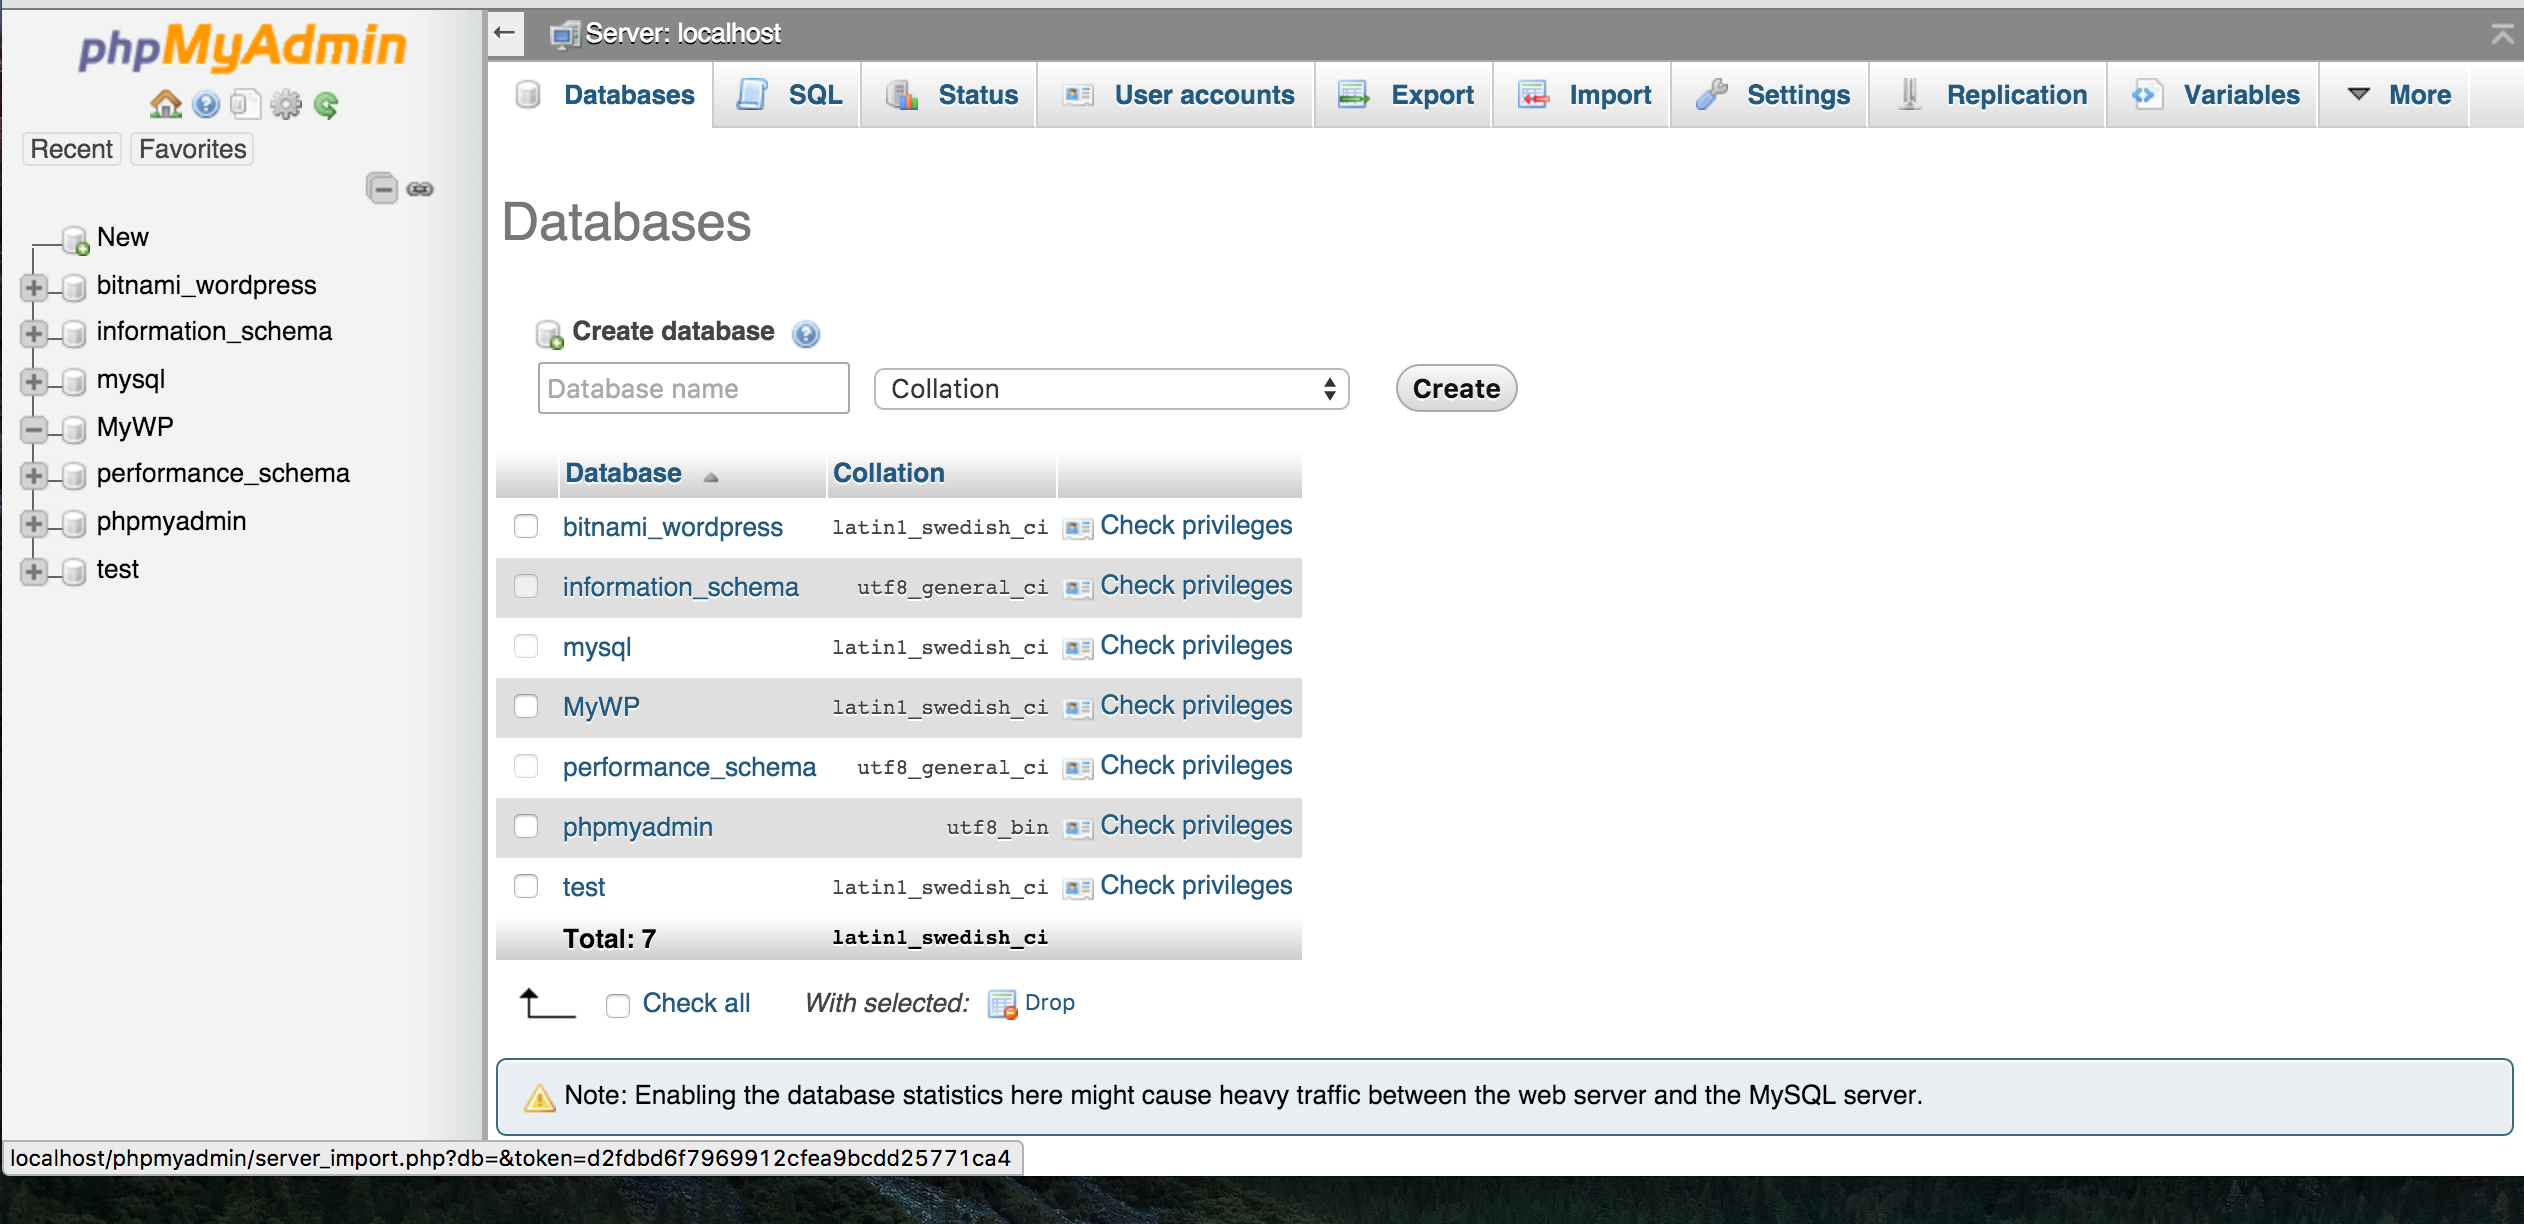 phpMyAdmin
Recent Favorites
New
bitnami_wordpress
information_schema
mysql
MyWP
performance_schema
phpmyadmin
test
Server: localhost
Databases SQL Status User accounts Export Import Settings Replication Variables More
Databases
Create database
Database name Collation Create
Database Collation
bitnami_wordpress latin1_swedish_ci Check privileges
information_schema utf8_general_ci Check privileges
mysql latin1_swedish_ci Check privileges
MyWP latin1_swedish_ci Check privileges
performance_schema utf8_general_ci Check privileges
phpmyadmin utf8_bin Check privileges
test latin1_swedish_ci Check privileges
Total: 7 latin1_swedish_ci
Check all With selected: Drop
Note: Enabling the database statistics here might cause heavy traffic between the web server and the MySQL server.
localhost/phpmyadmin/server_import.php?db=&token=d2fdbd6f7969912cfea9bcdd25771ca4